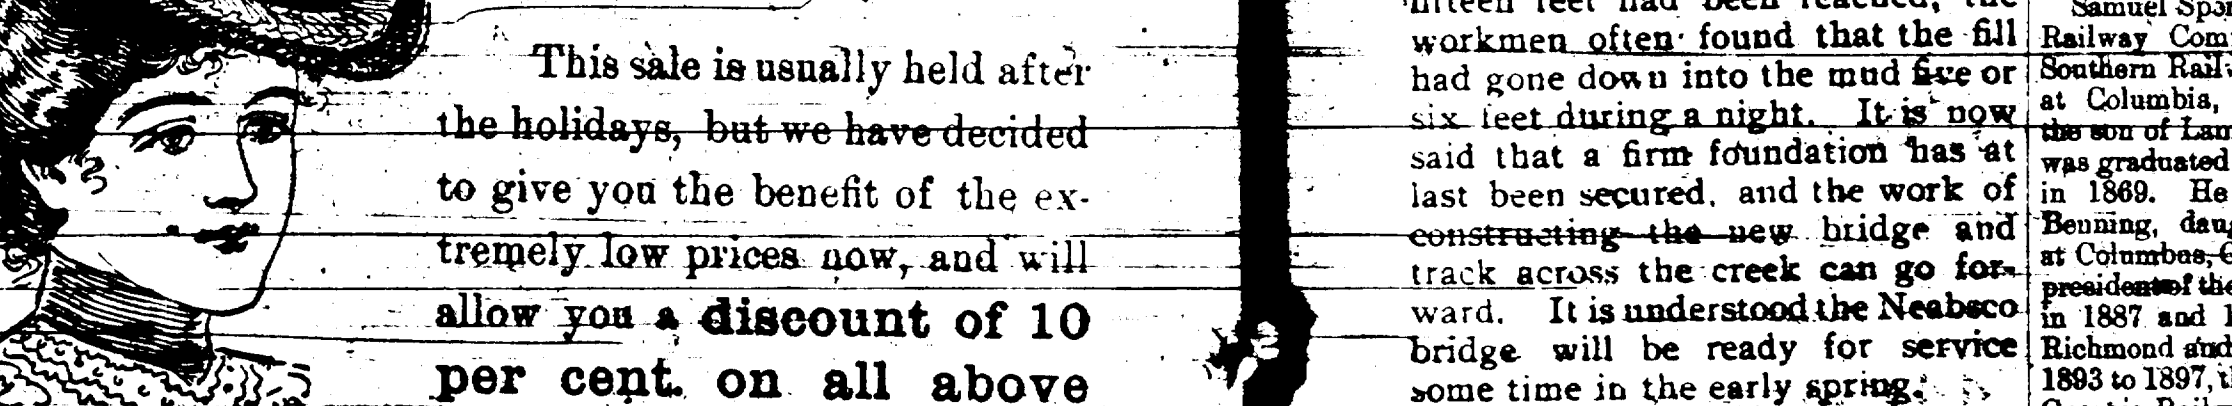 This sale is usually held after
the holidays, but we have decided
to give you the benefit of the ex-
tremely low prices now, and will
allow you a discount of 10
per cent. on all above
fifteen feet had been reached, the
workmen often found that the fill
had gone down into the mud five or
six feet during a night. It is now
said that a firm foundation has at
last been secured, and the work of
constructing the new bridge and
track across the creek can go for-
ward. It is understood the Neabsco
bridge will be ready for service
some time in the early spring.
Samuel
Railway
Southern
at Columbia,
the son of
was graduated
in 1869. He
Benning,
at Columbus,
president of the
in 1887 and
Richmond and
1893 to 1897,